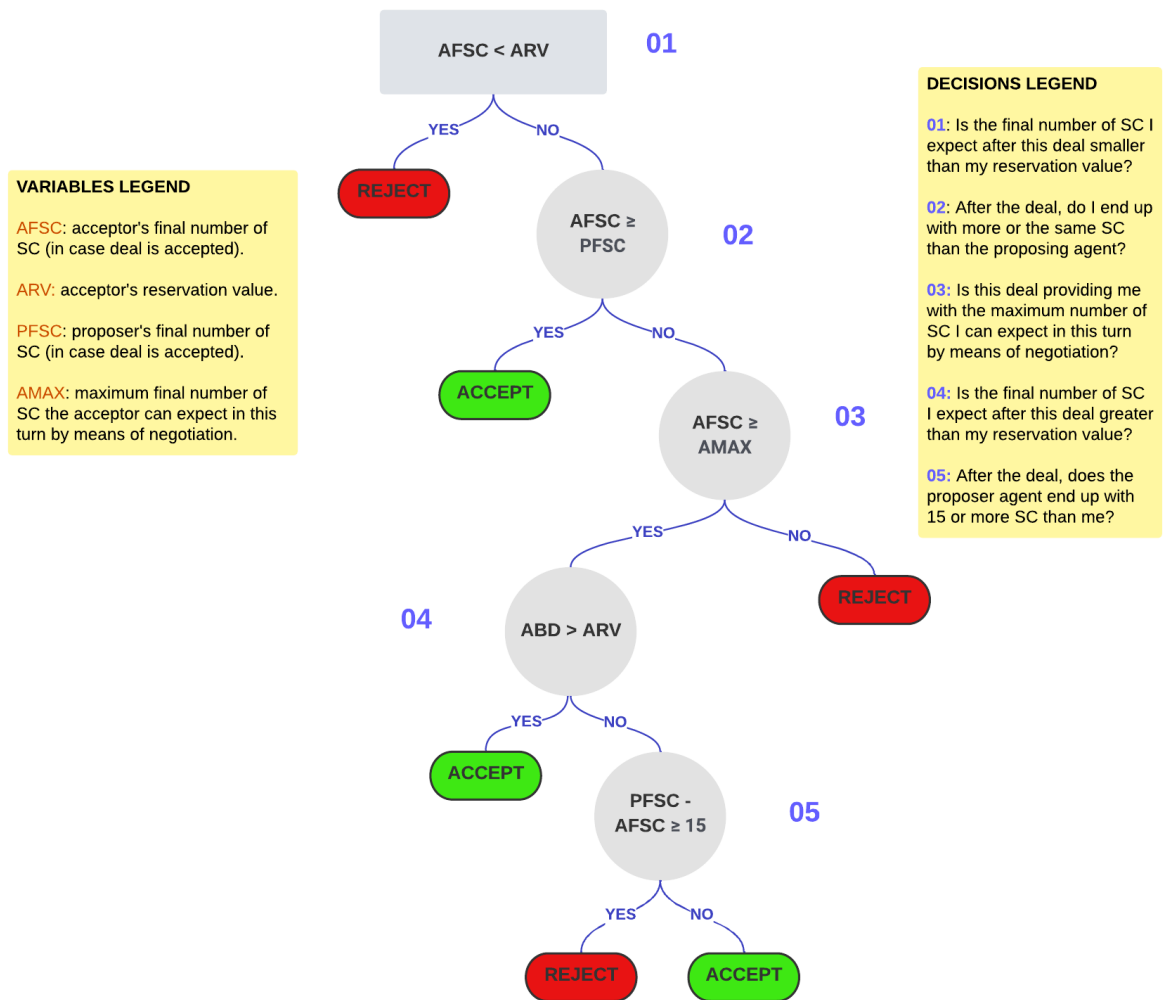 AFSC < ARV
01
YES
NO
REJECT
VARIABLES LEGEND
AFSC: acceptor's final number of
SC (in case deal is accepted).
ARV: acceptor's reservation value.
PFSC: proposer's final number of
SC (in case deal is accepted).
AMAX: maximum final number of
SC the acceptor can expect in this
turn by means of negotiation.
DECISIONS LEGEND
01: Is the final number of SC I
expect after this deal smaller
than my reservation value?
02: After the deal, do I end up
with more or the same SC
than the proposing agent?
03: Is this deal providing me
with the maximum number of
SC I can expect in this turn
by means of negotiation?
04: Is the final number of SC
I expect after this deal greater
than my reservation value?
05: After the deal, does the
proposer agent end up with
15 or more SC than me?
AFSC ≥
PFSC
02
YES
NO
ACCEPT
AFSC ≥
AMAX
03
YES
NO
REJECT
04
ABD > ARV
YES
NO
ACCEPT
PFSC -
AFSC ≥ 15
05
YES
NO
REJECT
ACCEPT